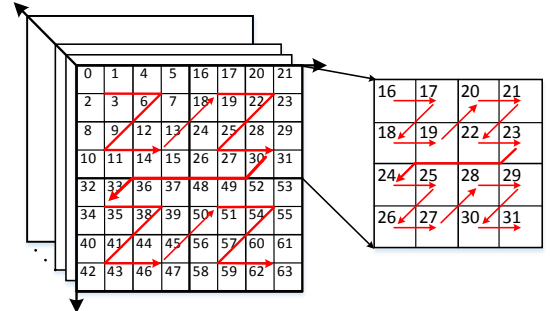 0 1 4 5 16 17 20 21
2 3 6 7 18 19 22 23
8 9 12 13 24 25 28 29
10 11 14 15 26 27 30 31
32 33 36 37 48 49 52 53
34 35 38 39 50 51 54 55
40 41 44 45 56 57 60 61
42 43 46 47 58 59 62 63
16 17 20 21
18 19 22 23
24 25 28 29
26 27 30 31